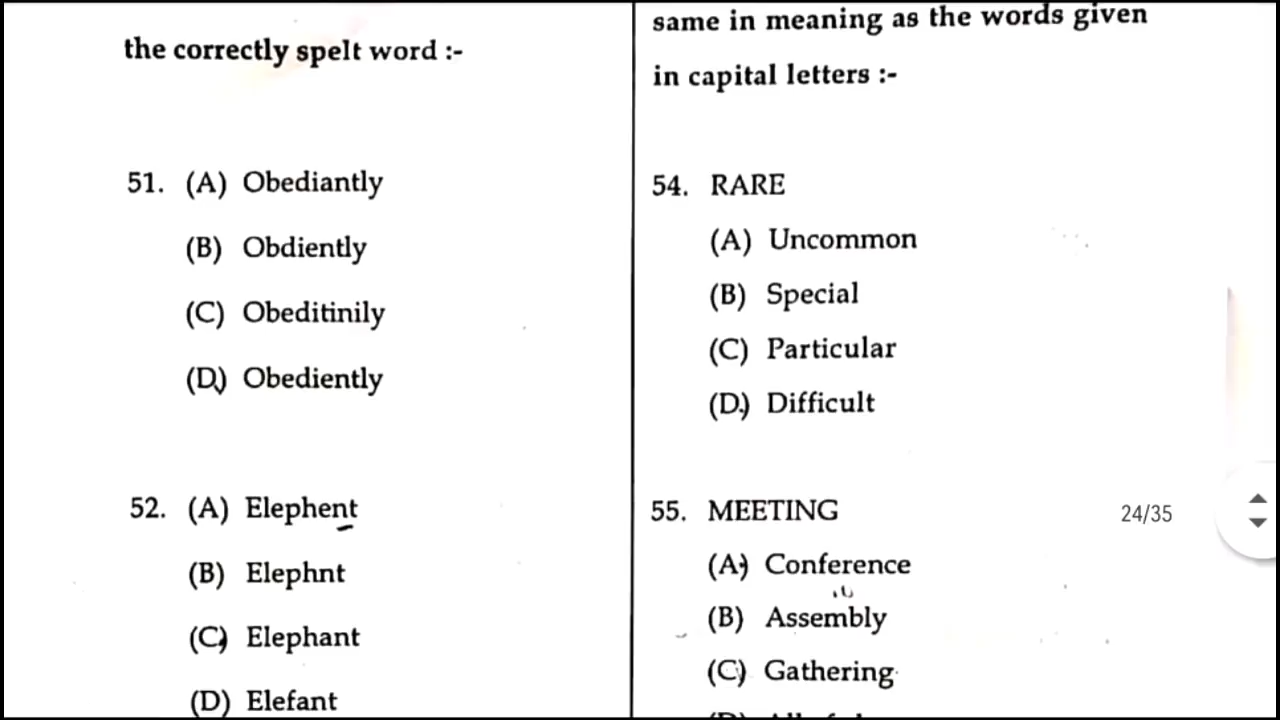 the correctly spelt word :-
51. (A) Obediantly
(B) Obdiently
(C) Obeditinily
(D) Obediently
52. (A) Elephent
(B) Elephnt
(C) Elephant
(D) Elefant
same in meaning as the words given
in capital letters :-
54. RARE
(A) Uncommon
(B) Special
(C) Particular
(D) Difficult
55. MEETING
(A) Conference
(B) Assembly
(C) Gathering
24/35